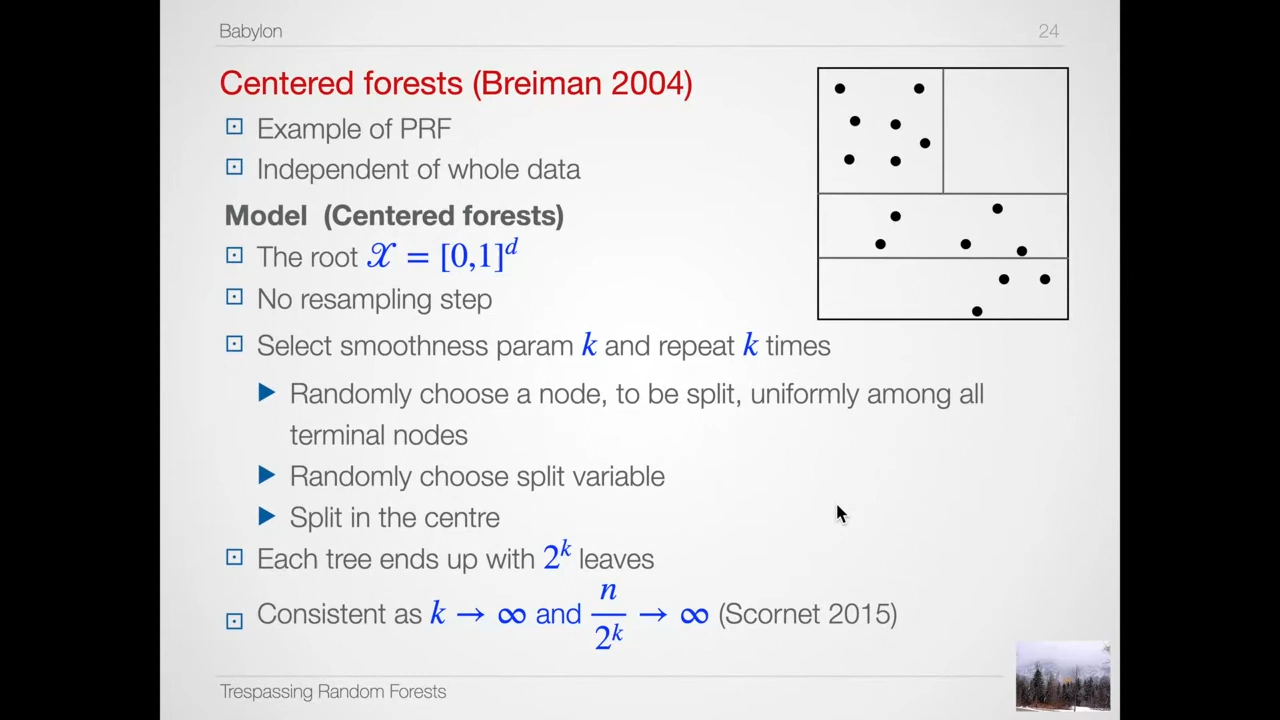 Babylon
24
Centered forests (Breiman 2004)
Example of PRF
Independent of whole data
Model (Centered forests)
The root 𝒳 = [0,1]^d
No resampling step
Select smoothness param k and repeat k times
Randomly choose a node, to be split, uniformly among all
terminal nodes
Randomly choose split variable
Split in the centre
Each tree ends up with 2^k leaves
Consistent as k → ∞ and n/2^k → ∞ (Scornet 2015)
Trespassing Random Forests